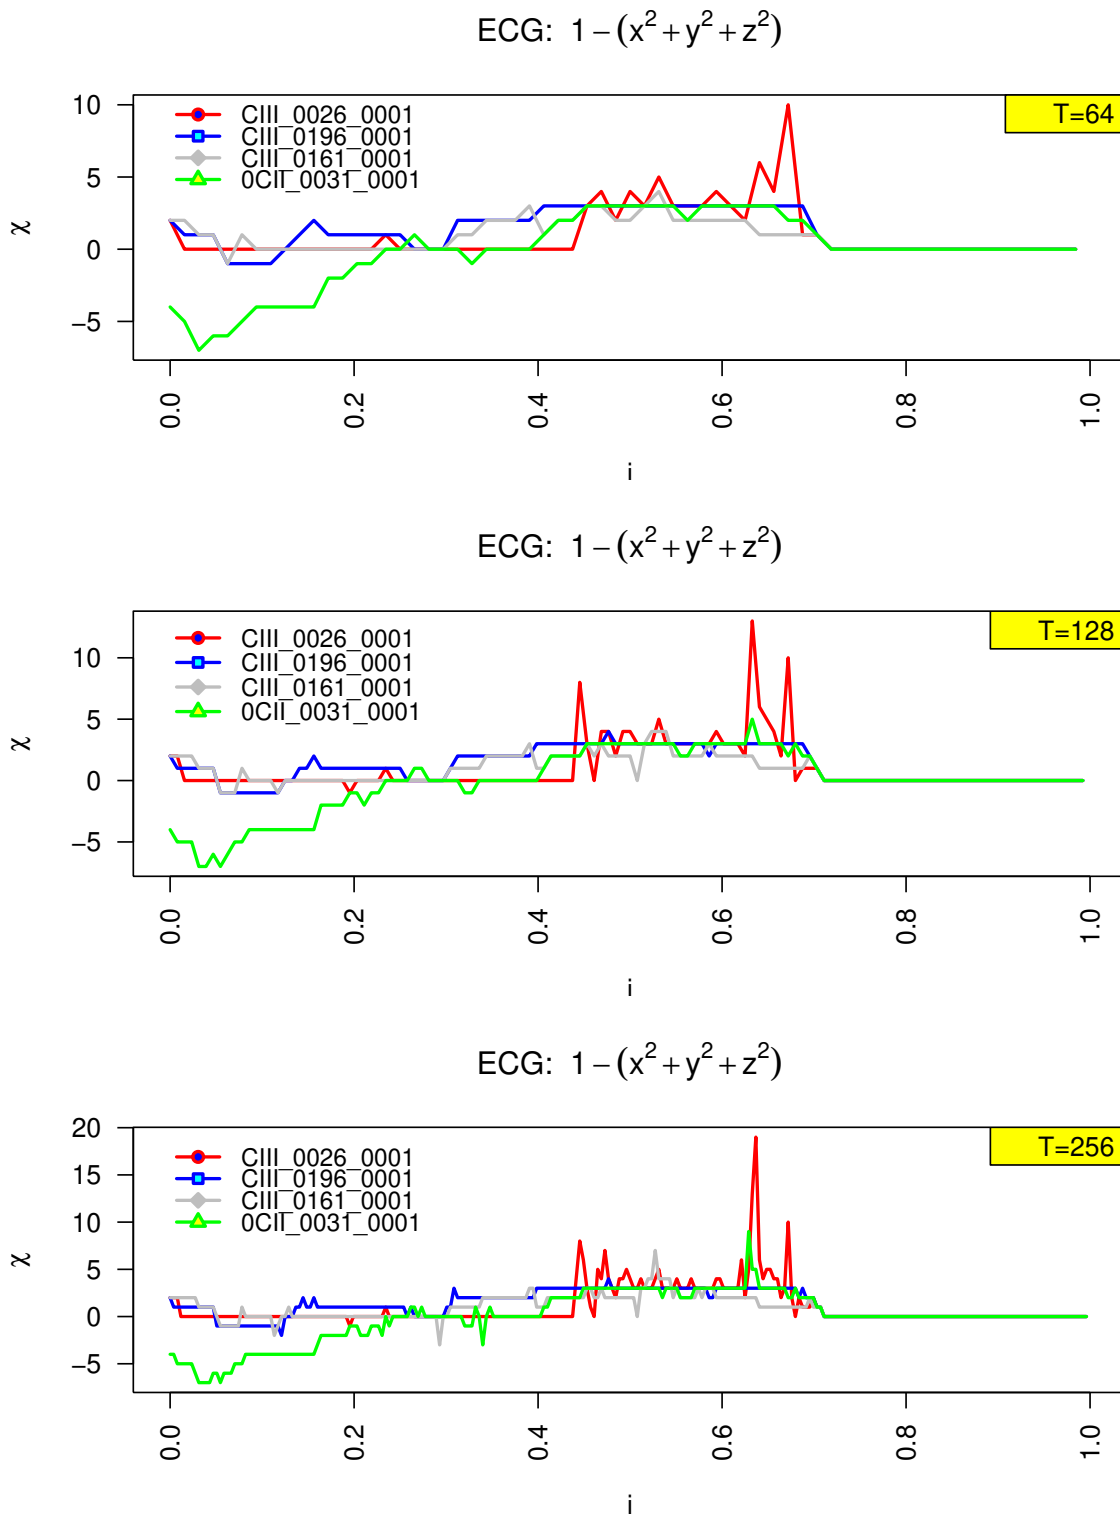 ECG: 1 − (x² + y² + z²)
T=64
CIII_0026_0001
CIII_0196_0001
CIII_0161_0001
0CII_0031_0001
10
5
0
−5
χ
0.0 0.2 0.4 0.6 0.8 1.0
i
ECG: 1 − (x² + y² + z²)
T=128
CIII_0026_0001
CIII_0196_0001
CIII_0161_0001
0CII_0031_0001
10
5
0
−5
χ
0.0 0.2 0.4 0.6 0.8 1.0
i
ECG: 1 − (x² + y² + z²)
T=256
CIII_0026_0001
CIII_0196_0001
CIII_0161_0001
0CII_0031_0001
20
15
10
5
0
−5
χ
0.0 0.2 0.4 0.6 0.8 1.0
i